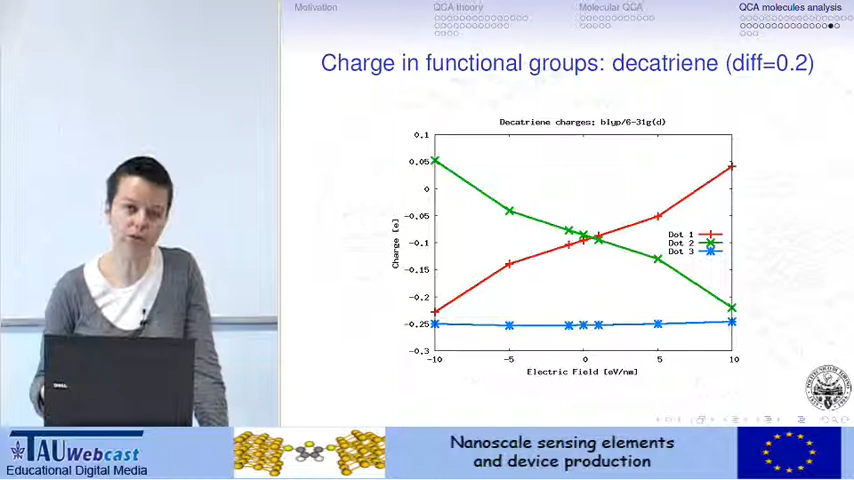 Motivation
QCA theory
Molecular QCA
QCA molecules analysis
Charge in functional groups: decatriene (diff=0.2)
Decatriene charges: blyp/6-31g(d)
0.1
0.05
0
-0.05
-0.1
-0.15
-0.2
-0.25
-0.3
Charge [e]
Dot 1
Dot 2
Dot 3
-10
-5
0
5
10
Electric Field [eV/nm]
DELL
TAU Webcast
Educational Digital Media
Nanoscale sensing elements
and device production